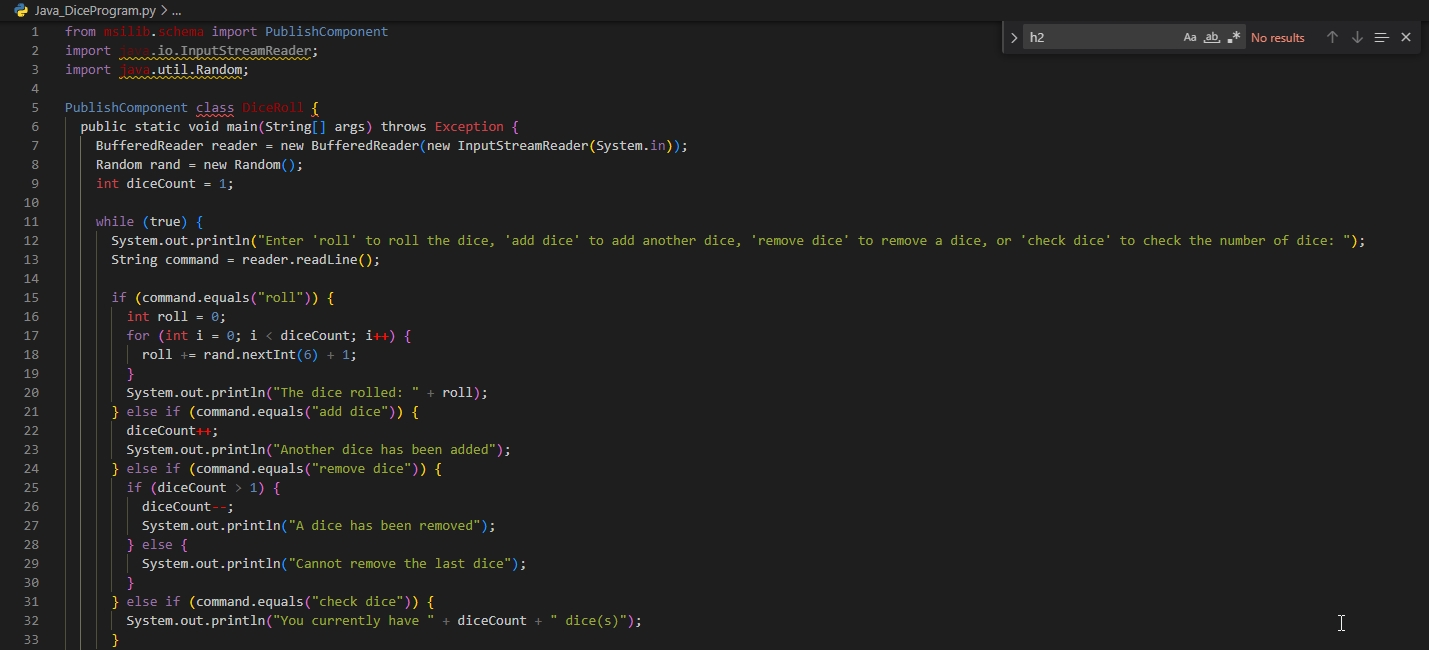 Java_DiceProgram.py > ...
h2
Aa ab .* No results
1 from msilib.schema import PublishComponent
2 import java.io.InputStreamReader;
3 import java.util.Random;
4
5 PublishComponent class DiceRoll {
6 public static void main(String[] args) throws Exception {
7 BufferedReader reader = new BufferedReader(new InputStreamReader(System.in));
8 Random rand = new Random();
9 int diceCount = 1;
10
11 while (true) {
12 System.out.println("Enter 'roll' to roll the dice, 'add dice' to add another dice, 'remove dice' to remove a dice, or 'check dice' to check the number of dice: ");
13 String command = reader.readLine();
14
15 if (command.equals("roll")) {
16 int roll = 0;
17 for (int i = 0; i < diceCount; i++) {
18 roll += rand.nextInt(6) + 1;
19 }
20 System.out.println("The dice rolled: " + roll);
21 } else if (command.equals("add dice")) {
22 diceCount++;
23 System.out.println("Another dice has been added");
24 } else if (command.equals("remove dice")) {
25 if (diceCount > 1) {
26 diceCount--;
27 System.out.println("A dice has been removed");
28 } else {
29 System.out.println("Cannot remove the last dice");
30 }
31 } else if (command.equals("check dice")) {
32 System.out.println("You currently have " + diceCount + " dice(s)");
33 }